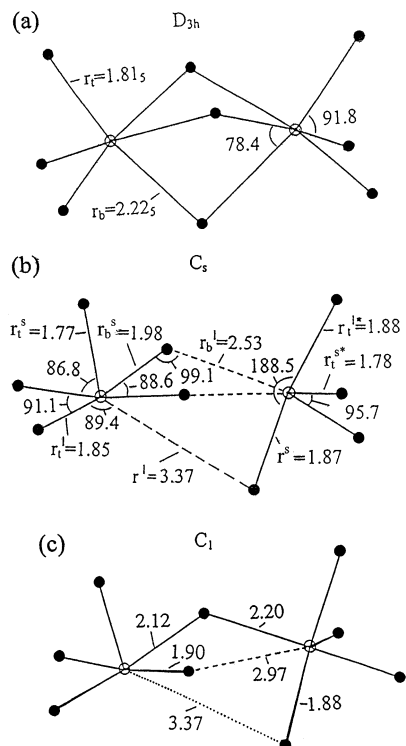 (a) D3h
rt=1.815
91.8
78.4
rb=2.225
(b) Cs
rts=1.77
rbs=1.98
rbl=2.53
rtl*=1.88
rts*=1.78
86.8
88.6
99.1
188.5
91.1
89.4
95.7
rtl=1.85
rl=3.37
rs=1.87
(c) C1
2.12
2.20
1.90
2.97
3.37
1.88